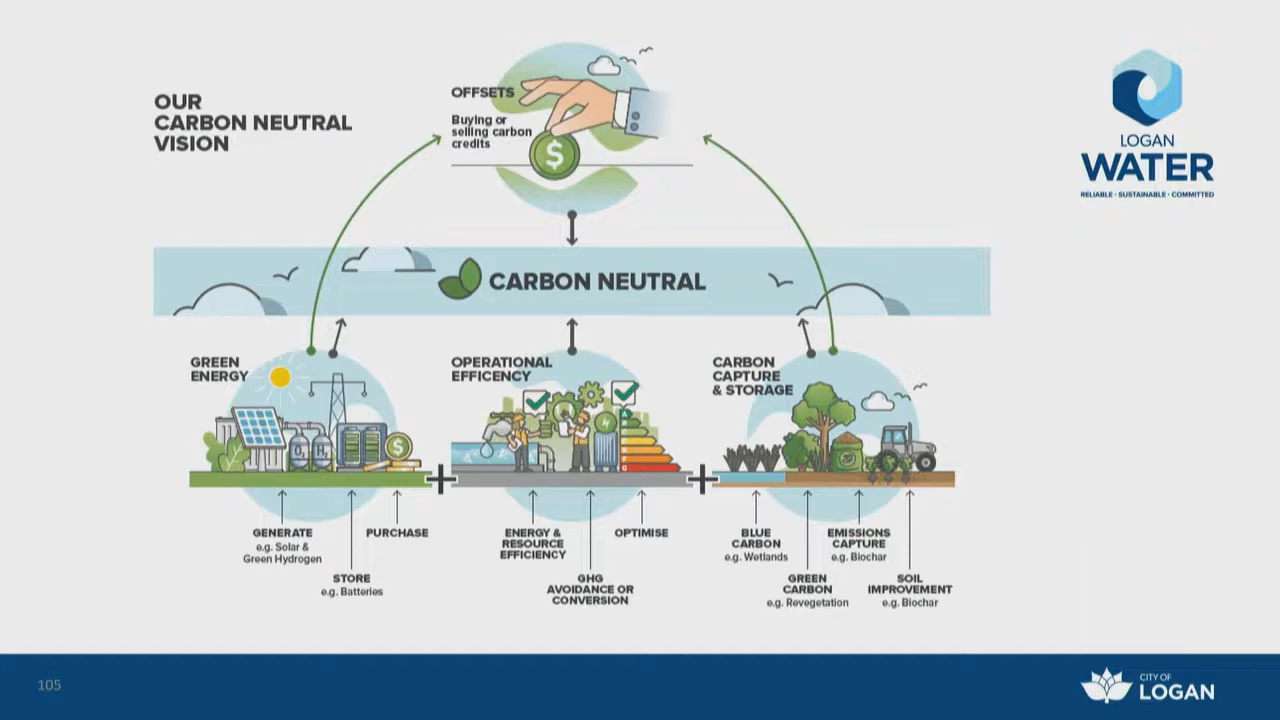 OUR
CARBON NEUTRAL
VISION
OFFSETS
Buying or
selling carbon
credits
$
LOGAN
WATER
RELIABLE • SUSTAINABLE • COMMITTED
CARBON NEUTRAL
GREEN
ENERGY
O2
H2
$
GENERATE
e.g. Solar &
Green Hydrogen
STORE
e.g. Batteries
PURCHASE
OPERATIONAL
EFFICENCY
ENERGY &
RESOURCE
EFFICIENCY
GHG
AVOIDANCE OR
CONVERSION
OPTIMISE
CARBON
CAPTURE
& STORAGE
BLUE
CARBON
e.g. Wetlands
GREEN
CARBON
e.g. Revegetation
EMISSIONS
CAPTURE
e.g. Biochar
SOIL
IMPROVEMENT
e.g. Biochar
105
CITY OF
LOGAN